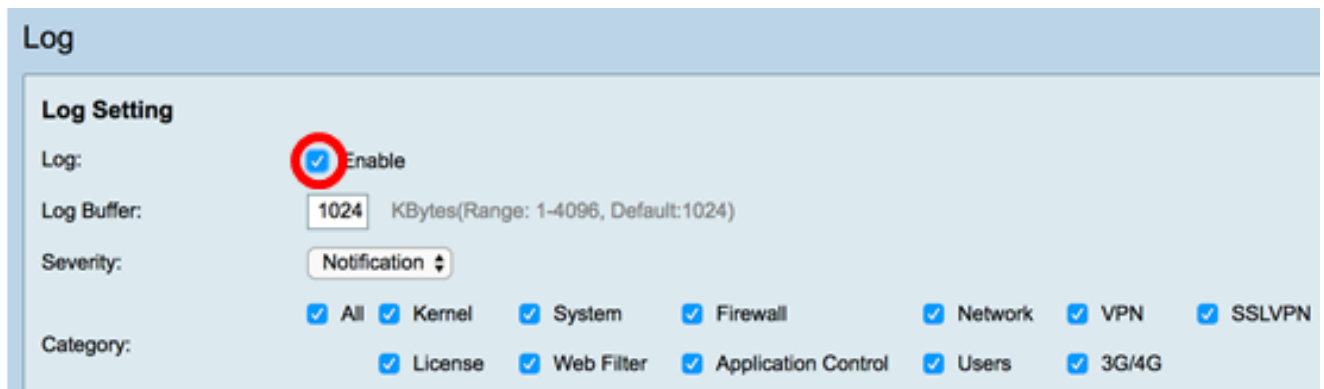 Log
Log Setting
Log: Enable
Log Buffer: 1024 KBytes(Range: 1-4096, Default:1024)
Severity: Notification
All Kernel System Firewall Network VPN SSLVPN
Category:
License Web Filter Application Control Users 3G/4G